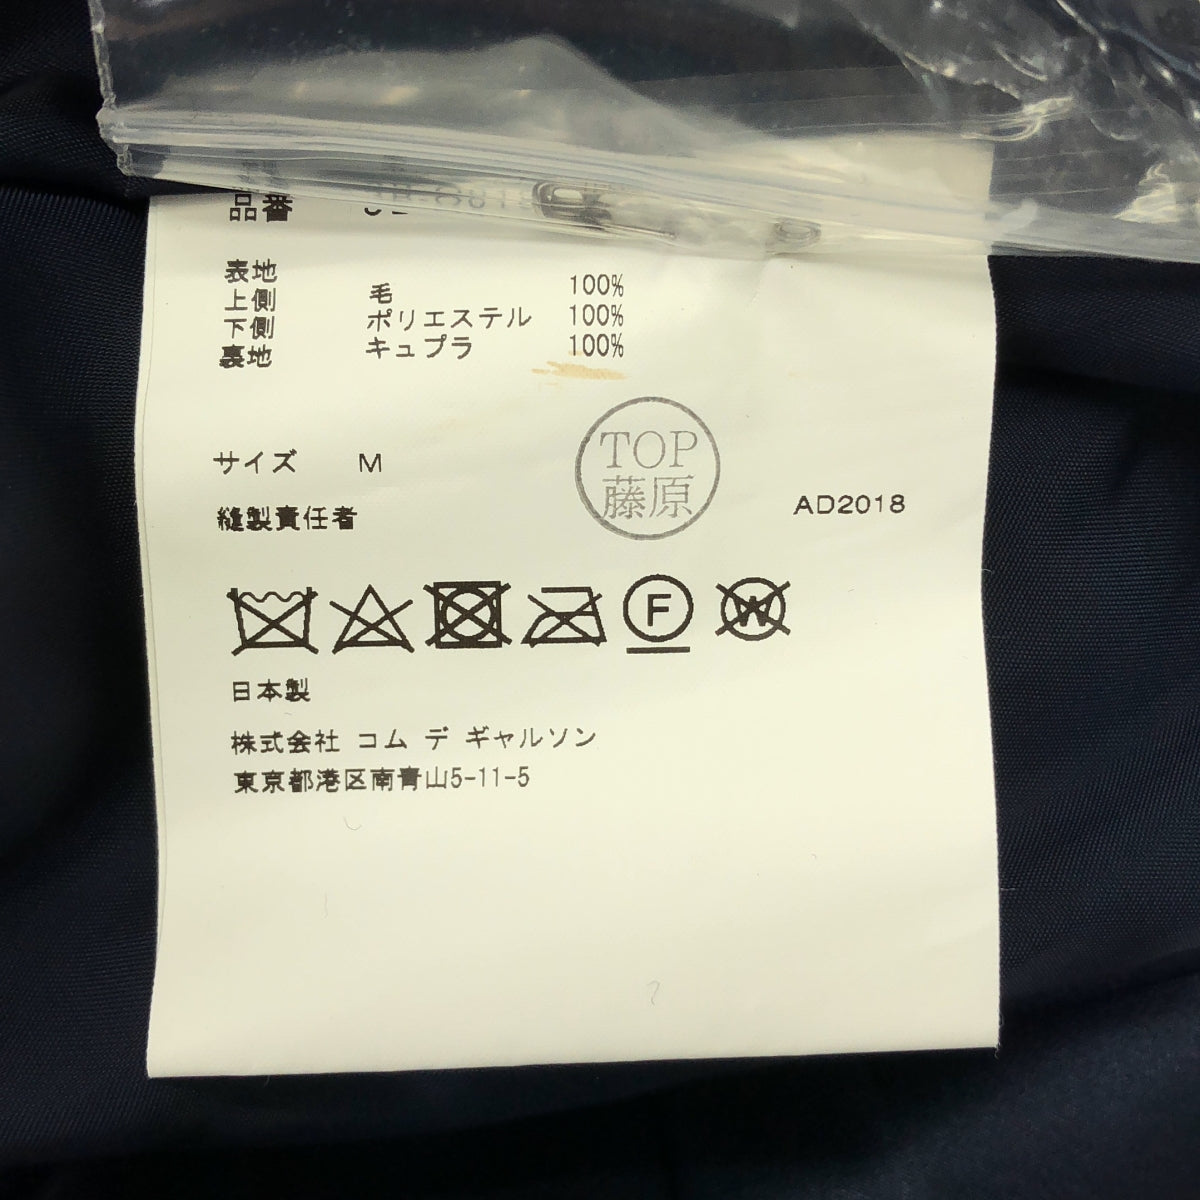 品番
表地
上側 毛 100%
下側 ポリエステル 100%
裏地 キュプラ 100%
サイズ M
TOP
藤原
縫製責任者 AD2018
F W
日本製
株式会社 コム デ ギャルソン
東京都港区南青山5-11-5